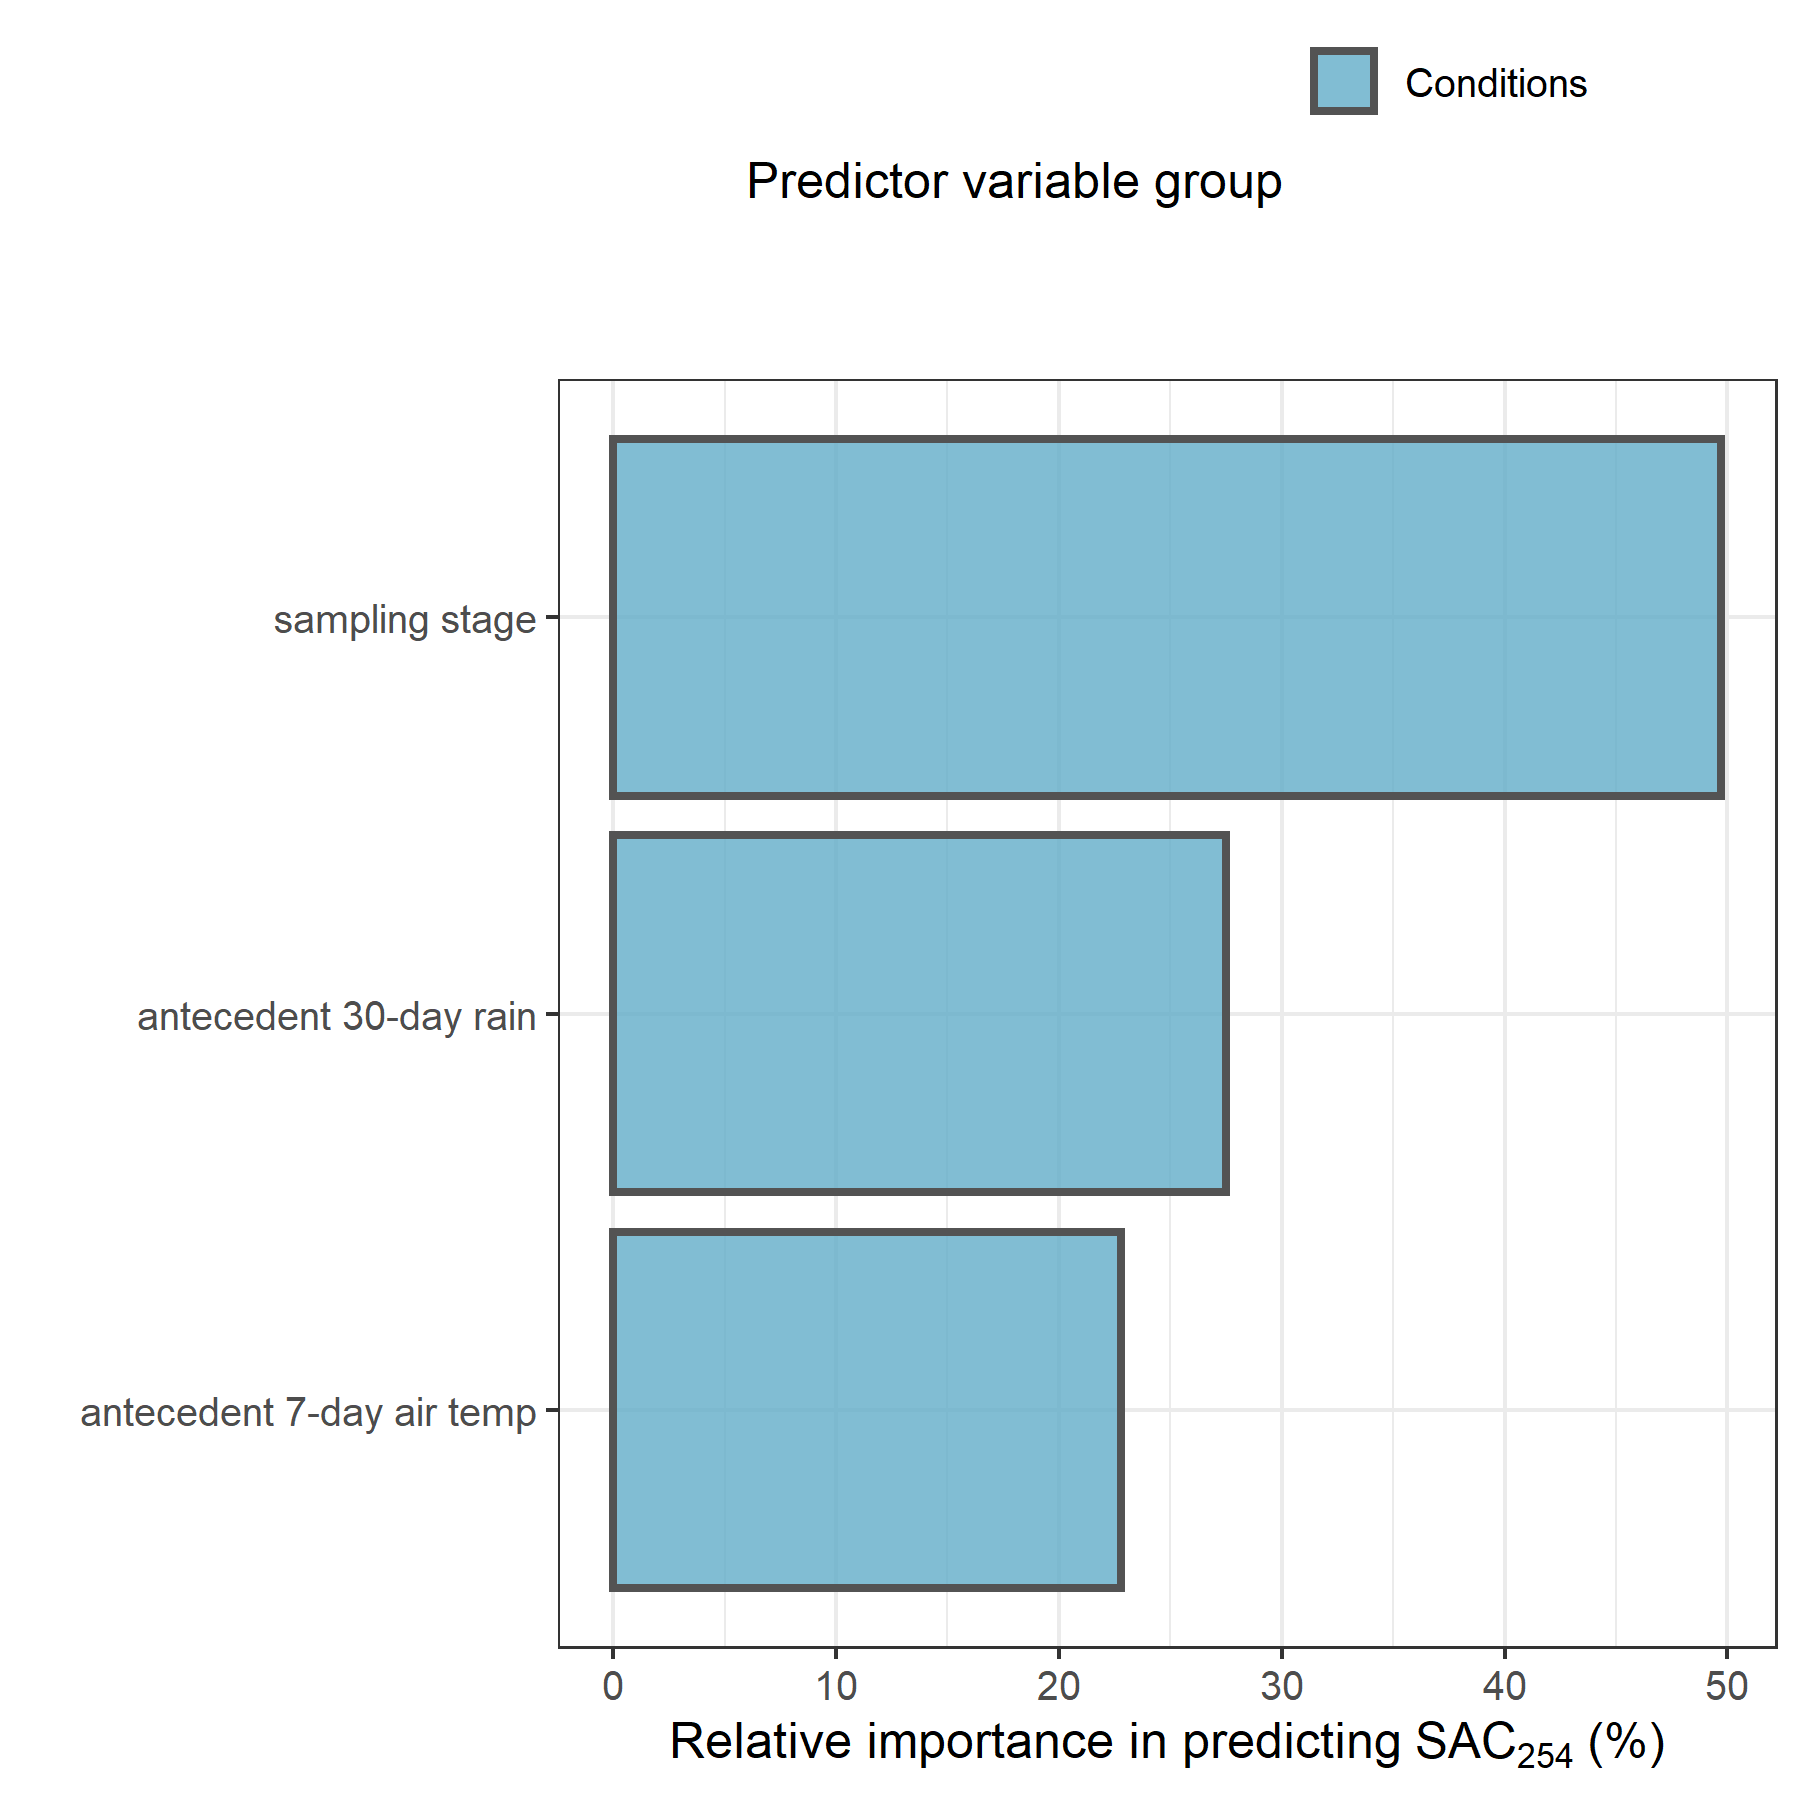 Conditions
Predictor variable group
sampling stage
antecedent 30-day rain
antecedent 7-day air temp
0 10 20 30 40 50
Relative importance in predicting SAC₂₅₄ (%)